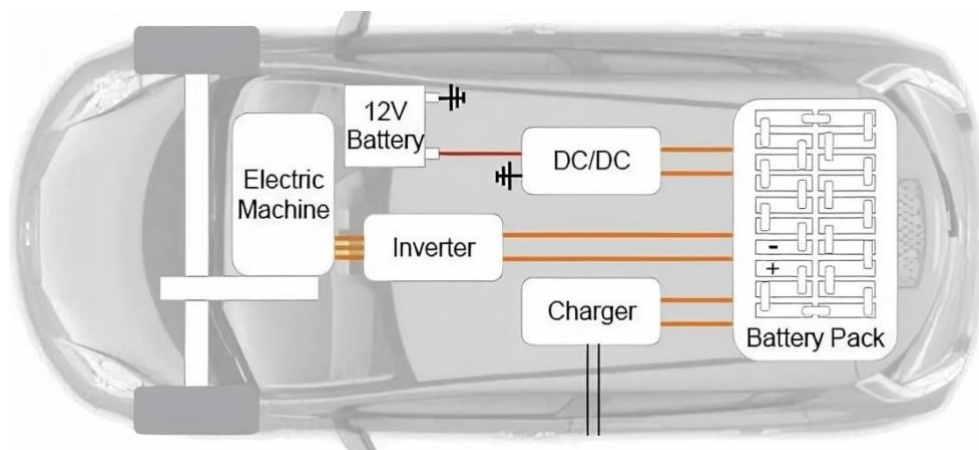 12V
Battery
DC/DC
Electric
Machine
Inverter
-
+
Charger
Battery Pack